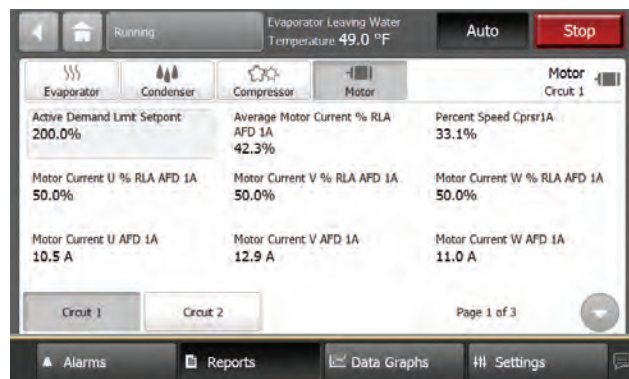 Running
Evaporator Leaving Water
Temperature 49.0 °F
Auto
Stop
Evaporator
Condenser
Compressor
Motor
Motor
Circuit 1
Active Demand Lmt Setpont
200.0%
Average Motor Current % RLA
AFD 1A
42.3%
Percent Speed Cprsr1A
33.1%
Motor Current U % RLA AFD 1A
50.0%
Motor Current V % RLA AFD 1A
50.0%
Motor Current W % RLA AFD 1A
50.0%
Motor Current U AFD 1A
10.5 A
Motor Current V AFD 1A
12.9 A
Motor Current W AFD 1A
11.0 A
Circuit 1
Circuit 2
Page 1 of 3
Alarms
Reports
Data Graphs
Settings